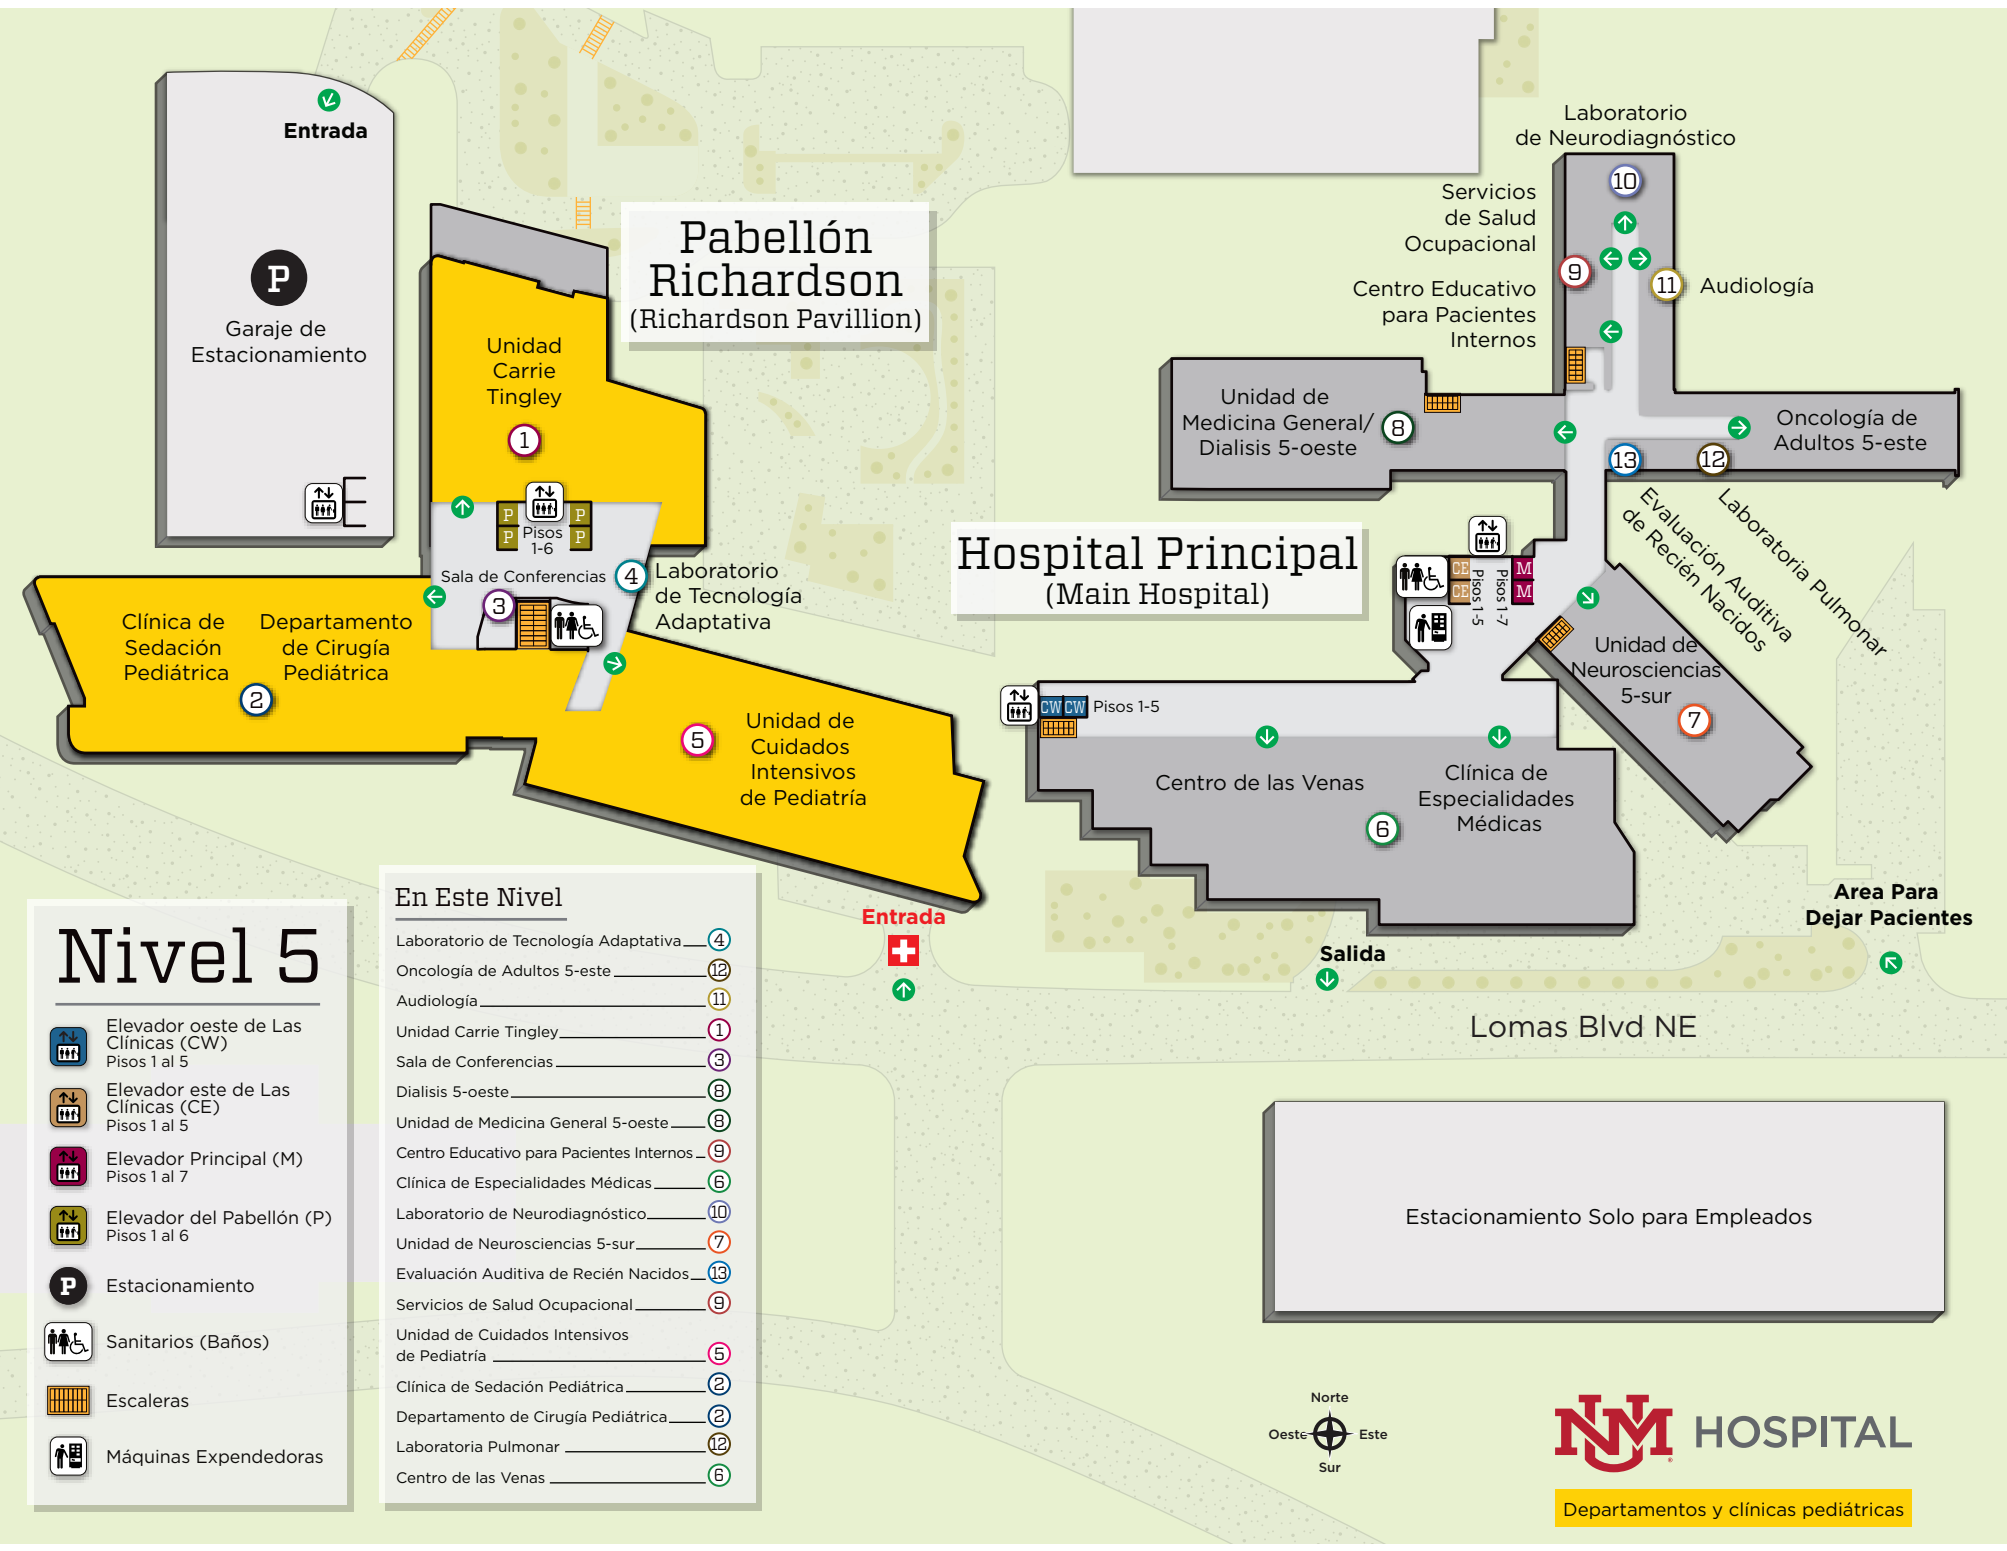 Entrada
P
Garaje de
Estacionamiento
Pabellón
Richardson
(Richardson Pavillion)
Unidad
Carrie
Tingley
1
P P
P P
Pisos
1-6
Sala de Conferencias
3
4
Laboratorio
de Tecnología
Adaptativa
Clínica de
Sedación
Pediátrica
2
Departamento
de Cirugía
Pediátrica
5
Unidad de
Cuidados
Intensivos
de Pediatría
Laboratorio
de Neurodiagnóstico
10
Servicios
de Salud
Ocupacional
9
Centro Educativo
para Pacientes
Internos
11
Audiología
Unidad de
Medicina General/
Dialisis 5-oeste
8
Oncología de
Adultos 5-este
13
12
Evaluación Auditiva
de Recién Nacidos
Laboratoria Pulmonar
Hospital Principal
(Main Hospital)
CE
CE
Pisos 1-5
Pisos 1-7
M
M
Unidad de
Neurosciencias
5-sur
7
CW CW
Pisos 1-5
Centro de las Venas
6
Clínica de
Especialidades
Médicas
Entrada
Salida
Area Para
Dejar Pacientes
Lomas Blvd NE
Estacionamiento Solo para Empleados
Nivel 5
Elevador oeste de Las
Clínicas (CW)
Pisos 1 al 5
Elevador este de Las
Clínicas (CE)
Pisos 1 al 5
Elevador Principal (M)
Pisos 1 al 7
Elevador del Pabellón (P)
Pisos 1 al 6
P Estacionamiento
Sanitarios (Baños)
Escaleras
Máquinas Expendedoras
En Este Nivel
Laboratorio de Tecnología Adaptativa 4
Oncología de Adultos 5-este 12
Audiología 11
Unidad Carrie Tingley 1
Sala de Conferencias 3
Dialisis 5-oeste 8
Unidad de Medicina General 5-oeste 8
Centro Educativo para Pacientes Internos 9
Clínica de Especialidades Médicas 6
Laboratorio de Neurodiagnóstico 10
Unidad de Neurosciencias 5-sur 7
Evaluación Auditiva de Recién Nacidos 13
Servicios de Salud Ocupacional 9
Unidad de Cuidados Intensivos
de Pediatría 5
Clínica de Sedación Pediátrica 2
Departamento de Cirugía Pediátrica 2
Laboratoria Pulmonar 12
Centro de las Venas 6
Norte
Oeste Este
Sur
UNM HOSPITAL
Departamentos y clínicas pediátricas